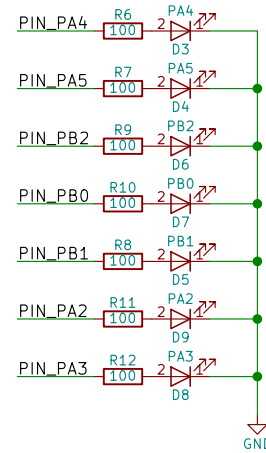 R6 PA4
PIN_PA4 100 2 1
D3
R7 PA5
PIN_PA5 100 2 1
D4
R9 PB2
PIN_PB2 100 2 1
D6
R10 PB0
PIN_PB0 100 2 1
D7
R8 PB1
PIN_PB1 100 2 1
D5
R11 PA2
PIN_PA2 100 2 1
D9
R12 PA3
PIN_PA3 100 2 1
D8
GND